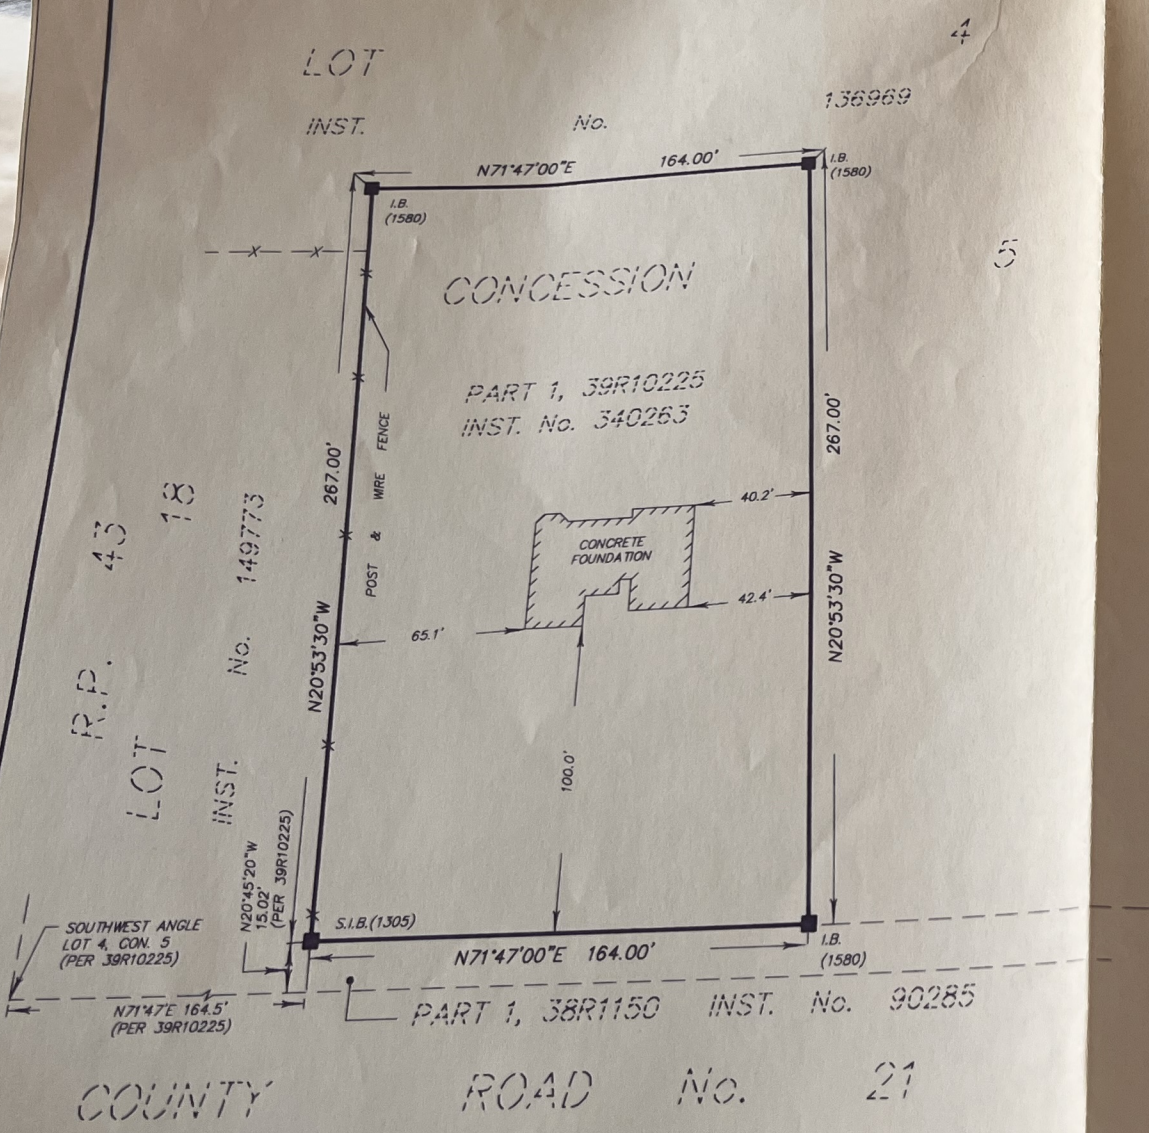 4
LOT
136969
INST. No.
N71°47'00"E 164.00'
I.B.
(1580)
I.B.
(1580)
5
CONCESSION
PART 1, 39R10225
INST. No. 340263
267.00'
267.00'
POST & WIRE FENCE
40.2'
CONCRETE
FOUNDATION
42.4'
65.1'
N20°53'30"W
N20°53'30"W
R.P. 43
LOT 18
INST. No. 149773
100.0'
N20°45'20"W
15.02'
(PER 39R10225)
S.I.B.(1305)
SOUTHWEST ANGLE
LOT 4, CON. 5
(PER 39R10225)
N71°47'00"E 164.00'
I.B.
(1580)
N71°47'E 164.5'
(PER 39R10225)
PART 1, 38R1150 INST. No. 90285
COUNTY ROAD No. 21